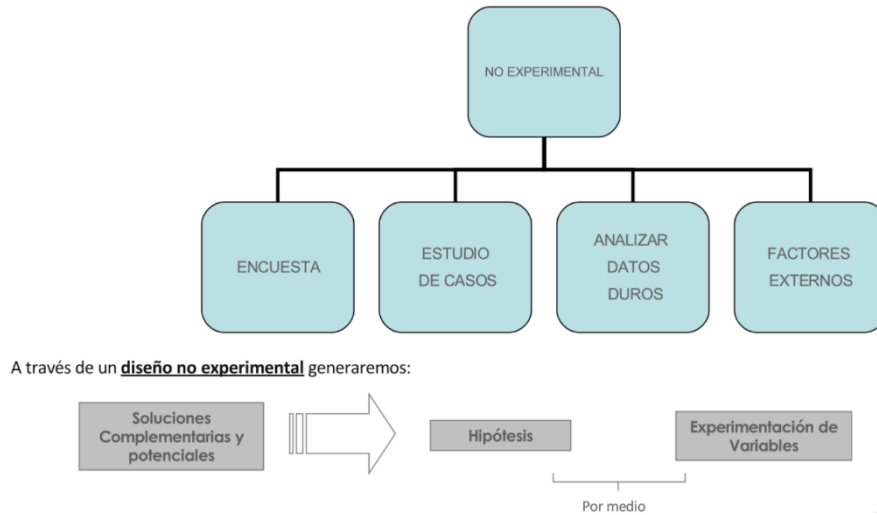 NO EXPERIMENTAL
ENCUESTA
ESTUDIO
DE CASOS
ANALIZAR
DATOS
DUROS
FACTORES
EXTERNOS
A través de un diseño no experimental generaremos:
Soluciones
Complementarias y
potenciales
Hipótesis
Experimentación de
Variables
Por medio